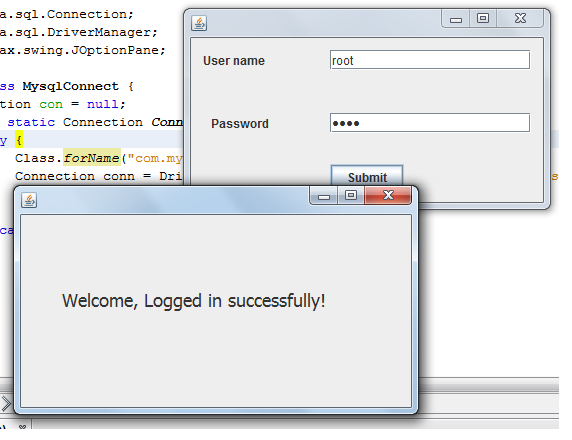 a.sql.Connection;
a.sql.DriverManager;
ax.swing.JOptionPane;
ss MysqlConnect {
tion con = null;
static Connection Conn
y {
Class.forName("com.my
Connection conn = Dri
s
ca
User name
root
Password
••••
Submit
Welcome, Logged in successfully!